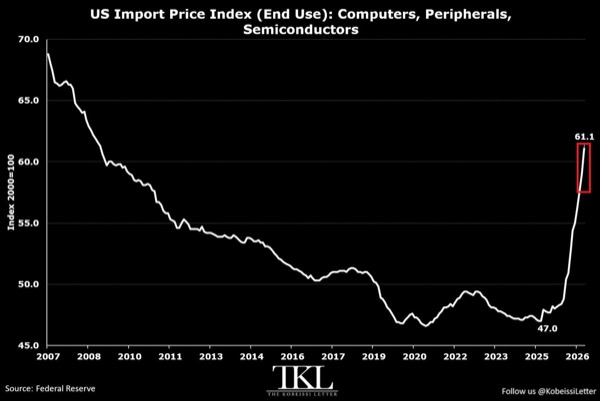 US Import Price Index (End Use): Computers, Peripherals,
Semiconductors
70.0
65.0
60.0
55.0
50.0
45.0
Index 2000=100
61.1
47.0
2007 2008 2010 2011 2013 2014 2016 2017 2019 2020 2022 2023 2025 2026
Source: Federal Reserve
TKL
THE KOBEISSI LETTER
Follow us @KobeissiLetter